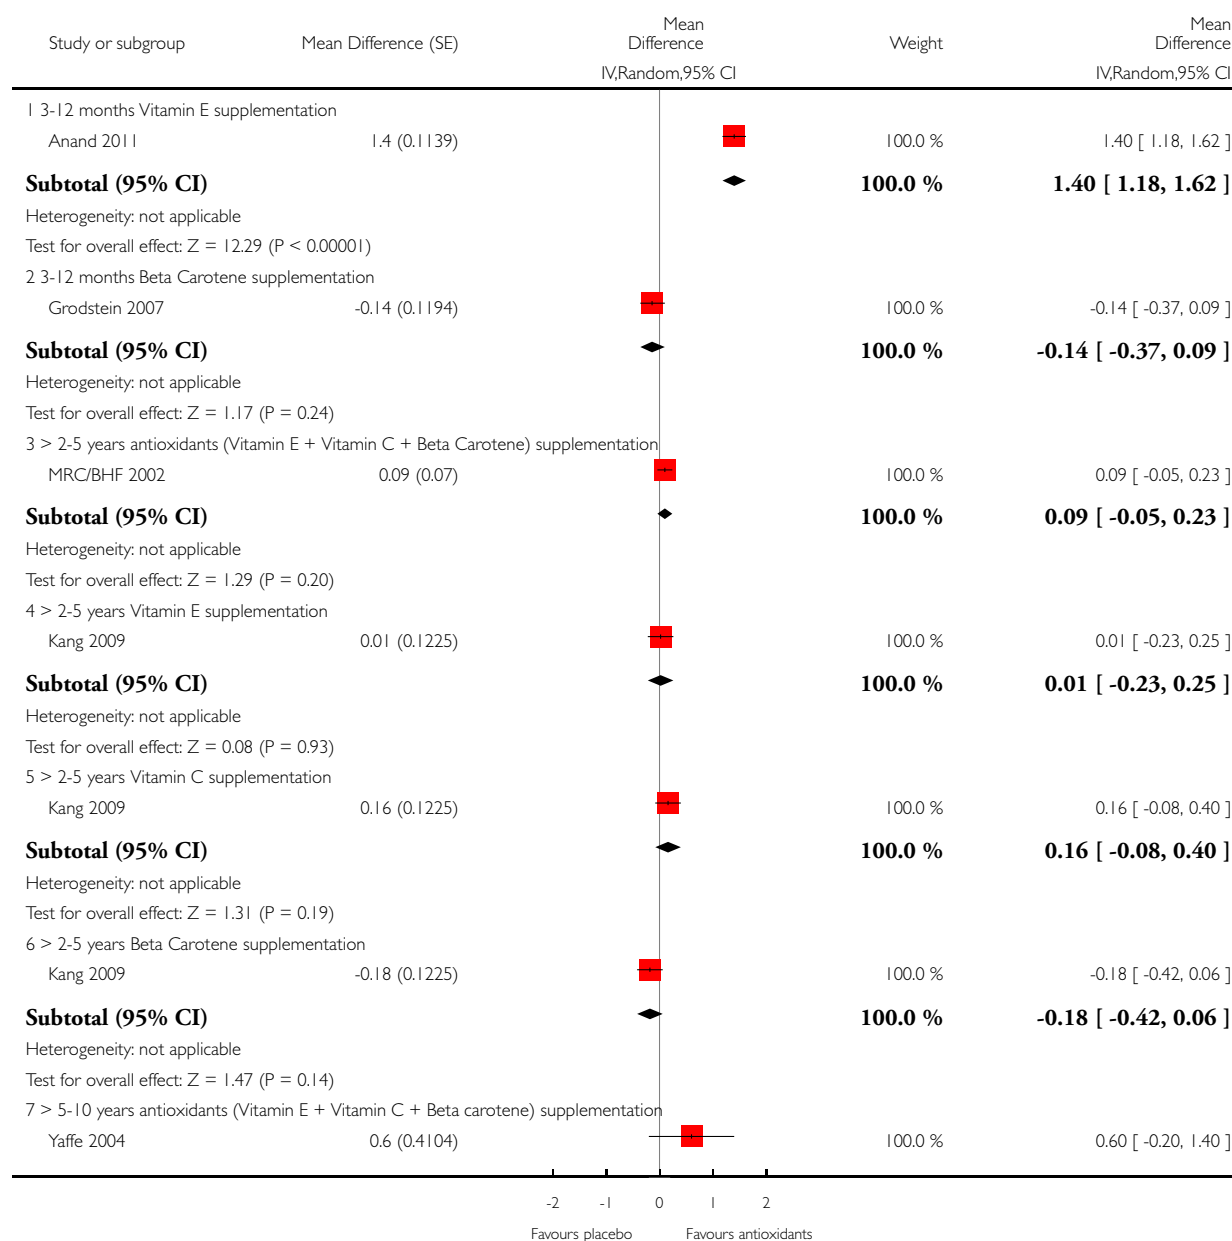 Study or subgroup Mean Difference (SE) Mean Difference Weight Mean Difference
IV,Random,95% CI IV,Random,95% CI
1 3-12 months Vitamin E supplementation
Anand 2011 1.4 (0.1139) 100.0 % 1.40 [ 1.18, 1.62 ]
Subtotal (95% CI) 100.0 % 1.40 [ 1.18, 1.62 ]
Heterogeneity: not applicable
Test for overall effect: Z = 12.29 (P < 0.00001)
2 3-12 months Beta Carotene supplementation
Grodstein 2007 -0.14 (0.1194) 100.0 % -0.14 [ -0.37, 0.09 ]
Subtotal (95% CI) 100.0 % -0.14 [ -0.37, 0.09 ]
Heterogeneity: not applicable
Test for overall effect: Z = 1.17 (P = 0.24)
3 > 2-5 years antioxidants (Vitamin E + Vitamin C + Beta Carotene) supplementation
MRC/BHF 2002 0.09 (0.07) 100.0 % 0.09 [ -0.05, 0.23 ]
Subtotal (95% CI) 100.0 % 0.09 [ -0.05, 0.23 ]
Heterogeneity: not applicable
Test for overall effect: Z = 1.29 (P = 0.20)
4 > 2-5 years Vitamin E supplementation
Kang 2009 0.01 (0.1225) 100.0 % 0.01 [ -0.23, 0.25 ]
Subtotal (95% CI) 100.0 % 0.01 [ -0.23, 0.25 ]
Heterogeneity: not applicable
Test for overall effect: Z = 0.08 (P = 0.93)
5 > 2-5 years Vitamin C supplementation
Kang 2009 0.16 (0.1225) 100.0 % 0.16 [ -0.08, 0.40 ]
Subtotal (95% CI) 100.0 % 0.16 [ -0.08, 0.40 ]
Heterogeneity: not applicable
Test for overall effect: Z = 1.31 (P = 0.19)
6 > 2-5 years Beta Carotene supplementation
Kang 2009 -0.18 (0.1225) 100.0 % -0.18 [ -0.42, 0.06 ]
Subtotal (95% CI) 100.0 % -0.18 [ -0.42, 0.06 ]
Heterogeneity: not applicable
Test for overall effect: Z = 1.47 (P = 0.14)
7 > 5-10 years antioxidants (Vitamin E + Vitamin C + Beta carotene) supplementation
Yaffe 2004 0.6 (0.4104) 100.0 % 0.60 [ -0.20, 1.40 ]
-2 -1 0 1 2
Favours placebo Favours antioxidants